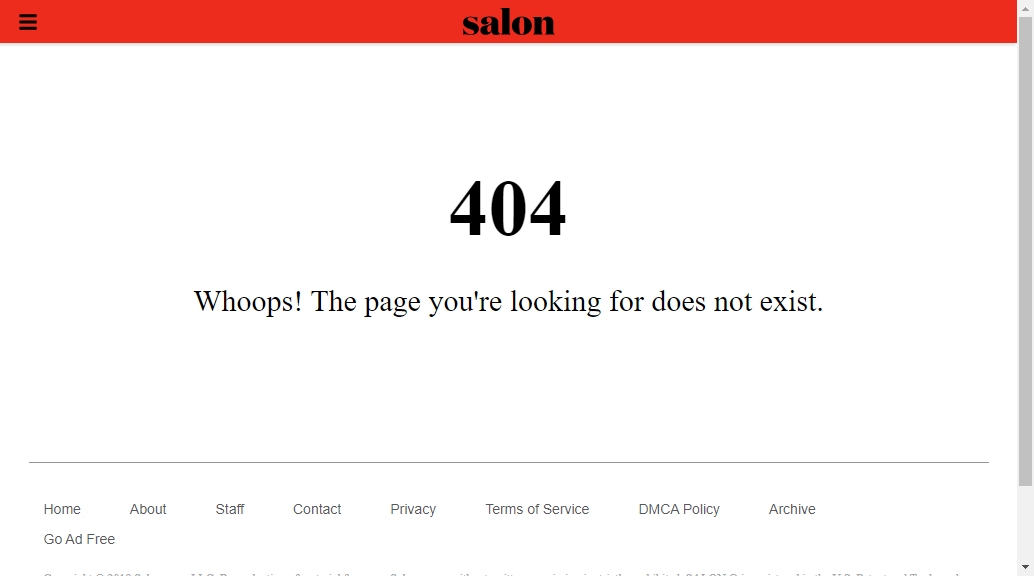 salon
404
Whoops! The page you're looking for does not exist.
Home About Staff Contact Privacy Terms of Service DMCA Policy Archive
Go Ad Free